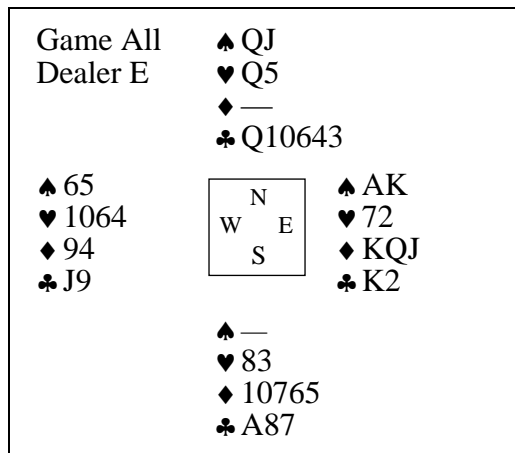 Game All
Dealer E
♠ QJ
♥ Q5
♦ —
♣ Q10643
♠ 65
♥ 1064
♦ 94
♣ J9
N
W E
S
♠ AK
♥ 72
♦ KQJ
♣ K2
♠ —
♥ 83
♦ 10765
♣ A87